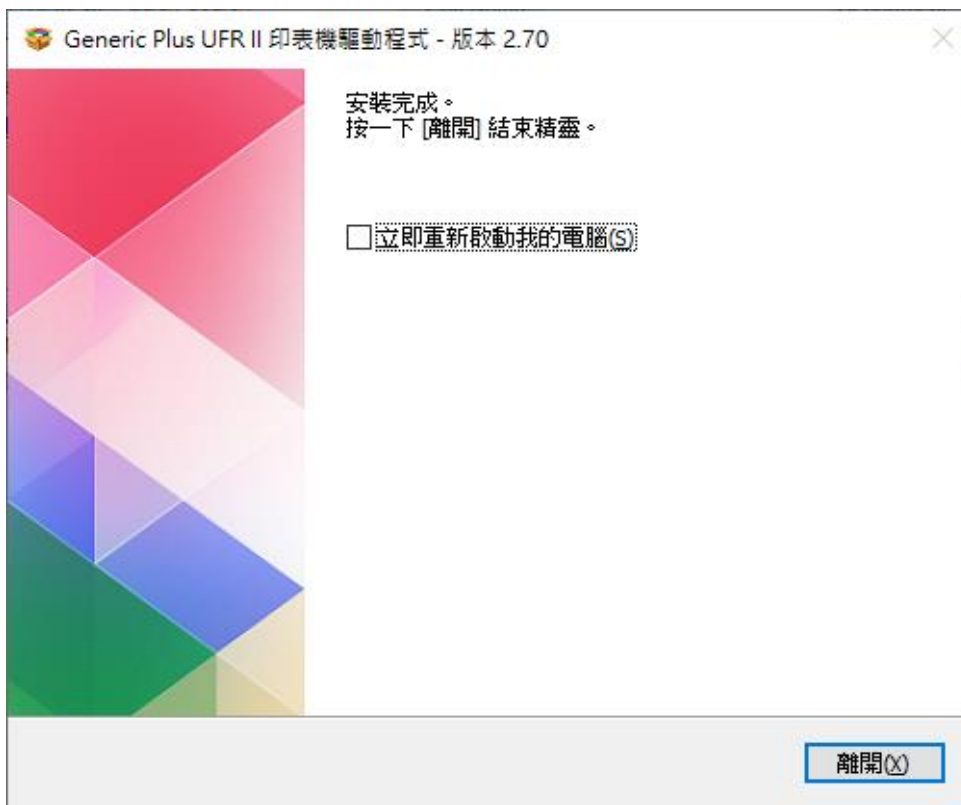 Generic Plus UFR II 印表機驅動程式 - 版本 2.70
安裝完成。
按一下 [離開] 結束精靈。
立即重新啟動我的電腦(S)
離開(X)